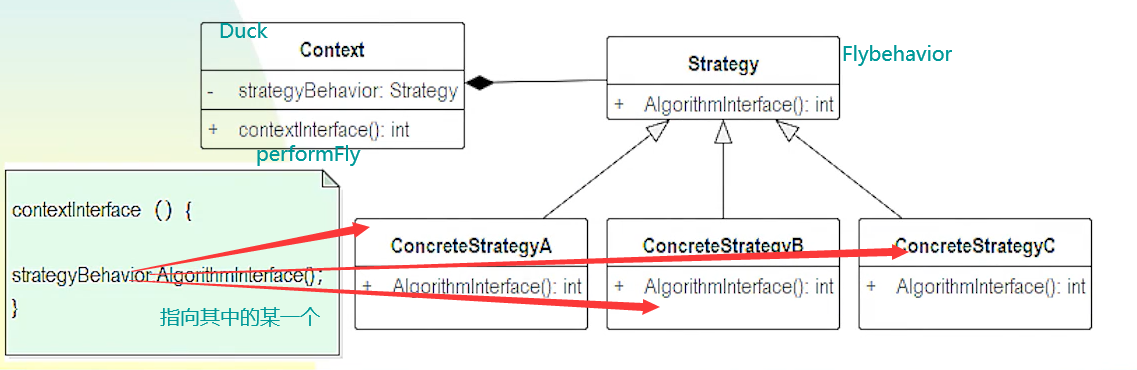 Duck
Context
- strategyBehavior: Strategy
+ contextInterface(): int
performFly
Strategy
+ AlgorithmInterface(): int
Flybehavior
contextInterface () {
strategyBehavior.AlgorithmInterface();
}
指向其中的某一个
ConcreteStrategyA
+ AlgorithmInterface(): int
ConcreteStrategyB
+ AlgorithmInterface(): int
ConcreteStrategyC
+ AlgorithmInterface(): int